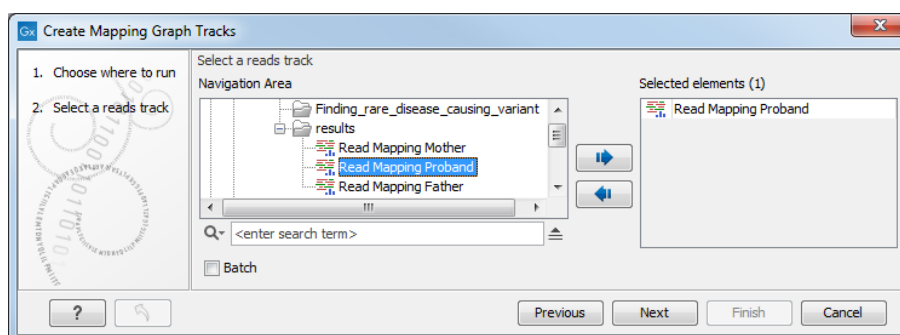 Gx Create Mapping Graph Tracks
1. Choose where to run
2. Select a reads track
Select a reads track
Navigation Area
Finding_rare_disease_causing_variant
results
Read Mapping Mother
Read Mapping Proband
Read Mapping Father
<enter search term>
Batch
Selected elements (1)
Read Mapping Proband
?
Previous
Next
Finish
Cancel